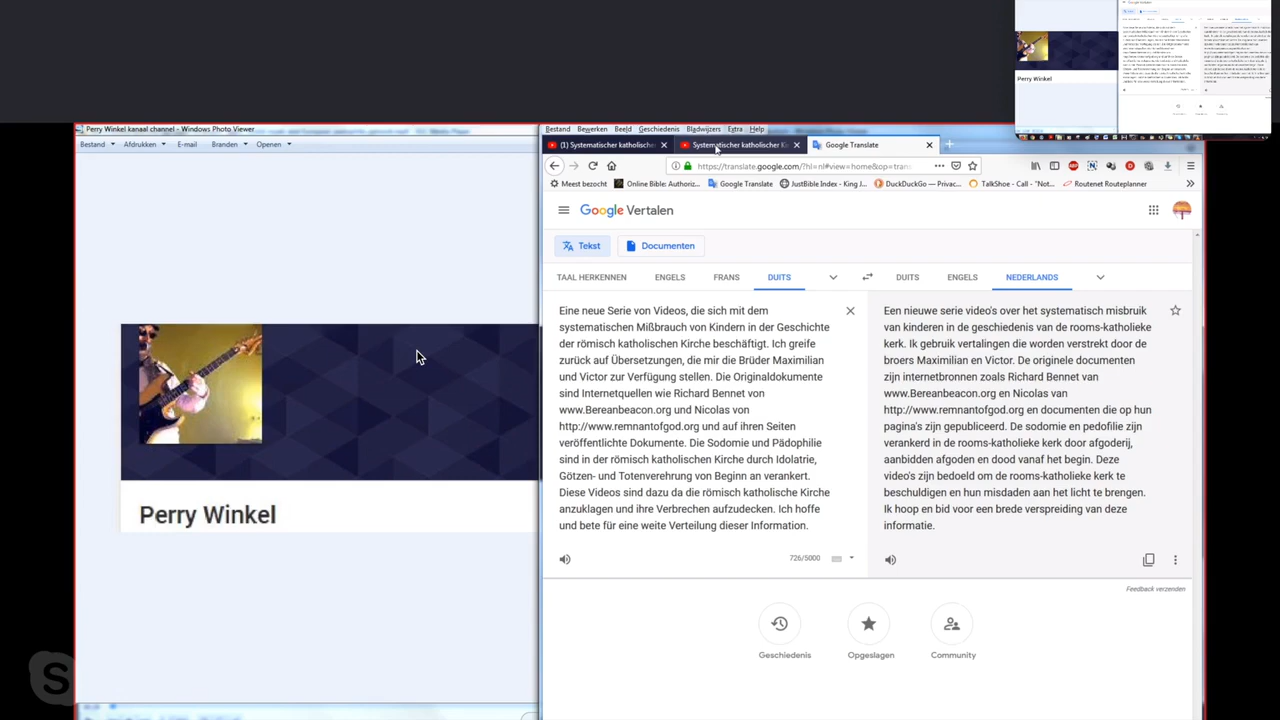 Perry Winkel kanaal channel - Windows Photo Viewer
Bestand Afdrukken E-mail Branden Openen
Perry Winkel
Bestand Bewerken Beeld Geschiedenis Bladwijzers Extra Help
(1) Systematischer katholischer
Systematischer katholischer K
Google Translate
https://translate.google.com/?hl=nl#view=home&op=tran
Meest bezocht
Online Bible: Authoriz...
Google Translate
JustBible Index - King J...
DuckDuckGo — Privac...
TalkShoe - Call - "Not...
Routenet Routeplanner
Google Vertalen
Tekst Documenten
TAAL HERKENNEN ENGELS FRANS DUITS
DUITS ENGELS NEDERLANDS
Eine neue Serie von Videos, die sich mit dem
systematischen Mißbrauch von Kindern in der Geschichte
der römisch katholischen Kirche beschäftigt. Ich greife
zurück auf Übersetzungen, die mir die Brüder Maximilian
und Victor zur Verfügung stellen. Die Originaldokumente
sind Internetquellen wie Richard Bennet von
www.Bereanbeacon.org und Nicolas von
http://www.remnantofgod.org und auf ihren Seiten
veröffentlichte Dokumente. Die Sodomie und Pädophilie
sind in der römisch katholischen Kirche durch Idolatrie,
Götzen- und Totenverehrung von Beginn an verankert.
Diese Videos sind dazu da die römisch katholische Kirche
anzuklagen und ihre Verbrechen aufzudecken. Ich hoffe
und bete für eine weite Verteilung dieser Information.
726/5000
Een nieuwe serie video's over het systematisch misbruik
van kinderen in de geschiedenis van de rooms-katholieke
kerk. Ik gebruik vertalingen die worden verstrekt door de
broers Maximilian en Victor. De originele documenten
zijn internetbronnen zoals Richard Bennet van
www.Bereanbeacon.org en Nicolas van
http://www.remnantofgod.org en documenten die op hun
pagina's zijn gepubliceerd. De sodomie en pedofilie zijn
verankerd in de rooms-katholieke kerk door afgoderij,
aanbidden afgoden en dood vanaf het begin. Deze
video's zijn bedoeld om de rooms-katholieke kerk te
beschuldigen en hun misdaden aan het licht te brengen.
Ik hoop en bid voor een brede verspreiding van deze
informatie.
Feedback verzenden
Geschiedenis Opgeslagen Community
Perry Winkel